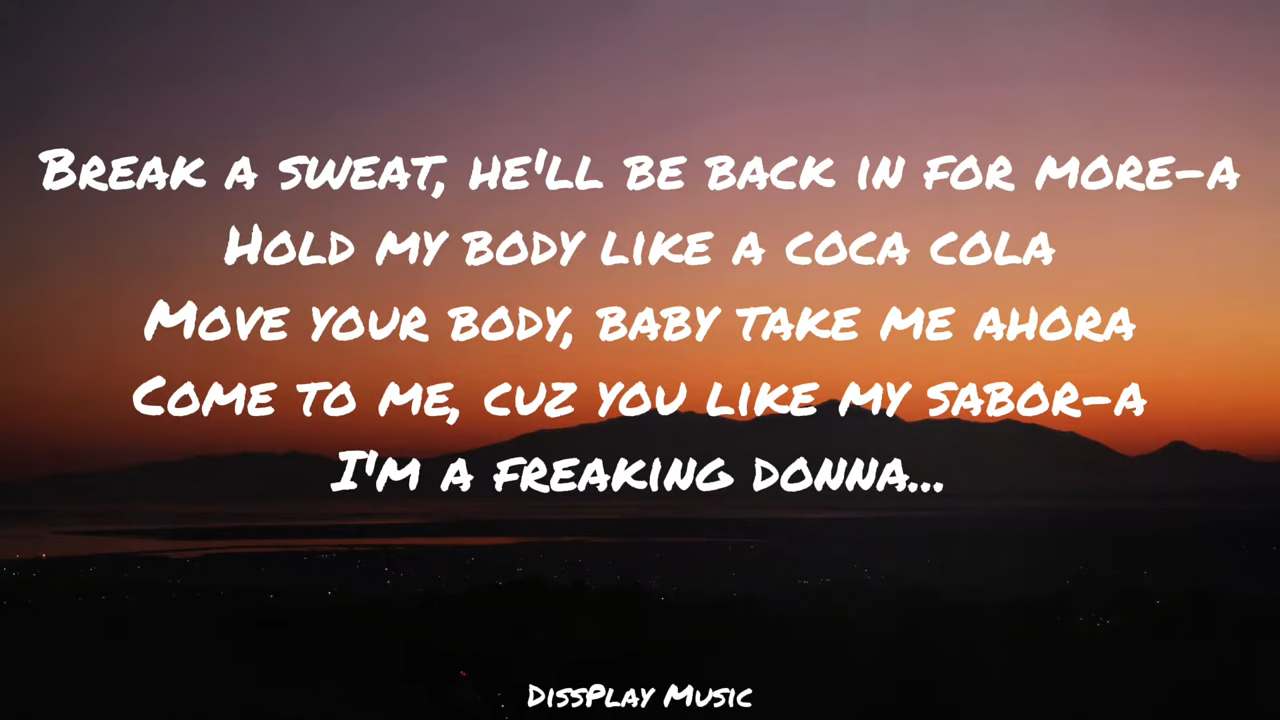 Break a sweat, he'll be back in for more-a
Hold my body like a coca cola
Move your body, baby take me ahora
Come to me, cuz you like my sabor-a
I'm a freaking donna...
DissPlay Music